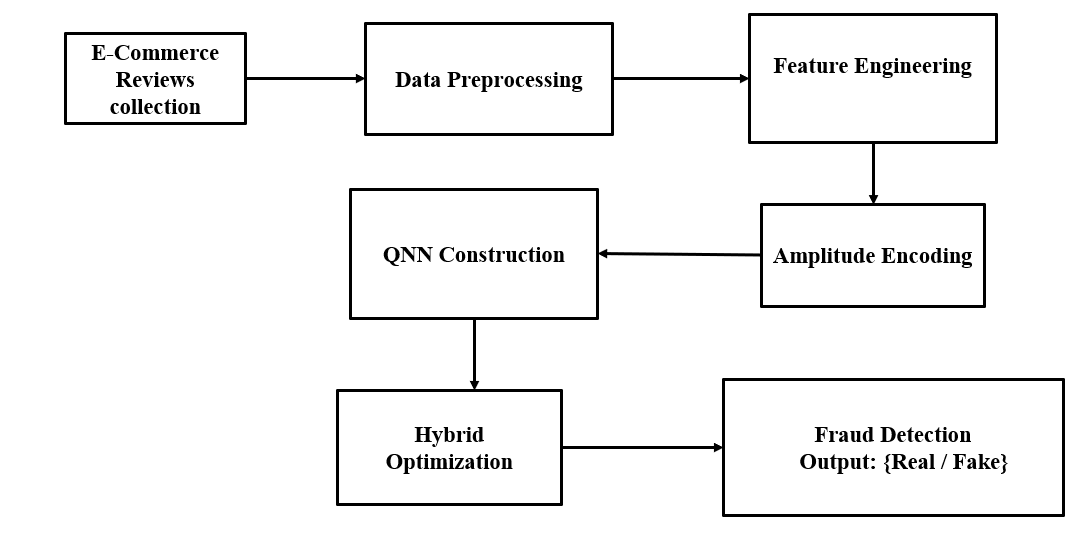 E-Commerce
Reviews
collection
Data Preprocessing
Feature Engineering
Amplitude Encoding
QNN Construction
Hybrid
Optimization
Fraud Detection
Output: {Real / Fake}